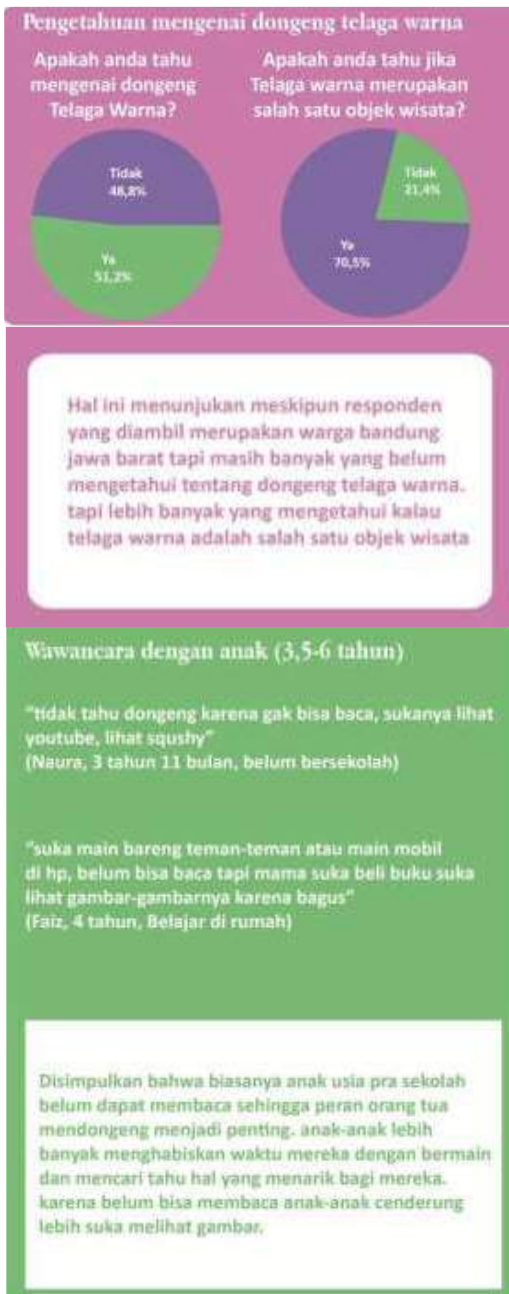 Pengetahuan mengenai dongeng telaga warna
Apakah anda tahu
mengenai dongeng
Telaga Warna?
Apakah anda tahu jika
Telaga warna merupakan
salah satu objek wisata?
Tidak
48,8%
Ya
51,2%
Tidak
21,4%
Ya
70,5%
Hal ini menunjukan meskipun responden
yang diambil merupakan warga bandung
jawa barat tapi masih banyak yang belum
mengetahui tentang dongeng telaga warna.
tapi lebih banyak yang mengetahui kalau
telaga warna adalah salah satu objek wisata
Wawancara dengan anak (3,5-6 tahun)
"tidak tahu dongeng karena gak bisa baca, sukanya lihat
youtube, lihat squshy"
(Naura, 3 tahun 11 bulan, belum bersekolah)
"suka main bareng teman-teman atau main mobil
di hp, belum bisa baca tapi mama suka beli buku suka
lihat gambar-gambarnya karena bagus"
(Faiz, 4 tahun, Belajar di rumah)
Disimpulkan bahwa biasanya anak usia pra sekolah
belum dapat membaca sehingga peran orang tua
mendongeng menjadi penting. anak-anak lebih
banyak menghabiskan waktu mereka dengan bermain
dan mencari tahu hal yang menarik bagi mereka.
karena belum bisa membaca anak-anak cenderung
lebih suka melihat gambar.